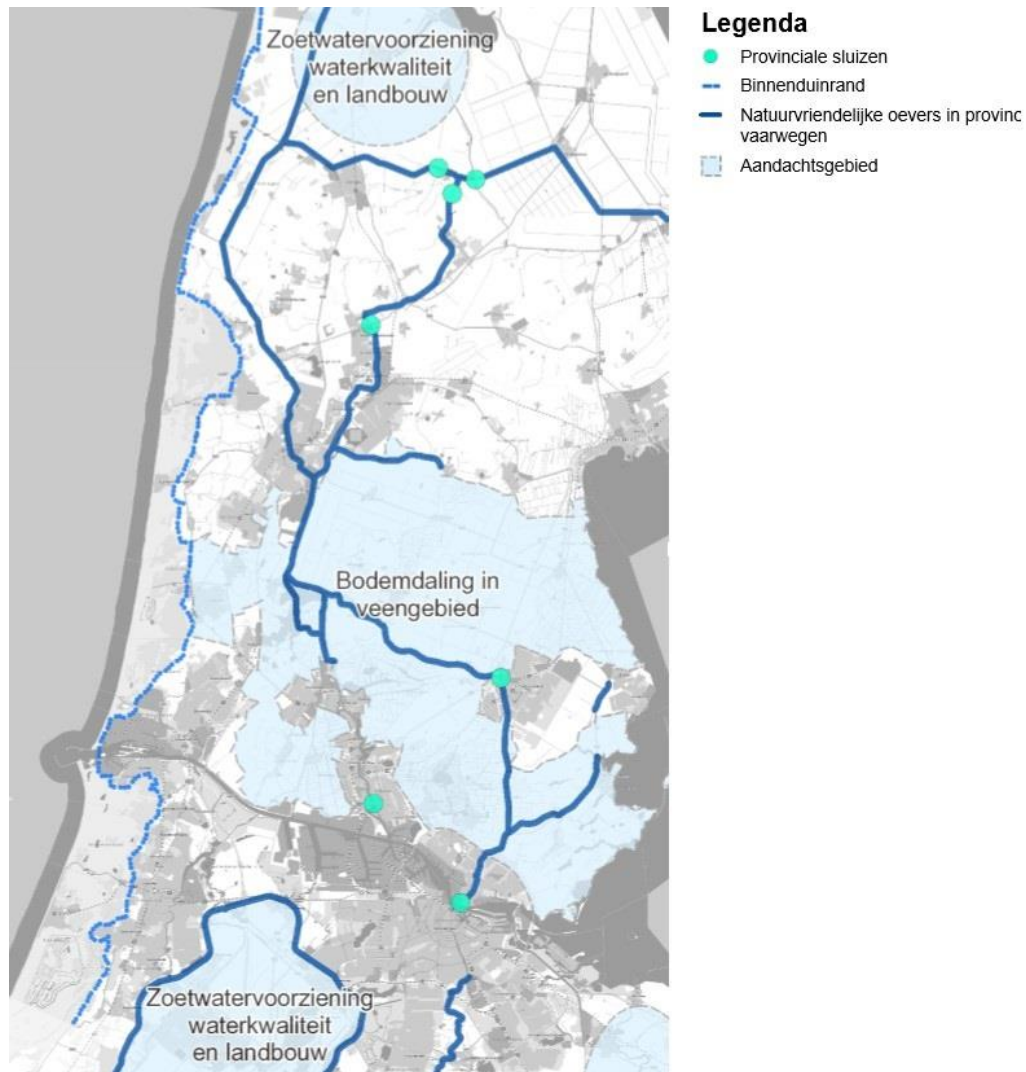 Zoetwatervoorziening
waterkwaliteit
en landbouw
Bodemdaling in
veengebied
Zoetwatervoorziening
waterkwaliteit
en landbouw
Legenda
Provinciale sluizen
Binnenduinrand
Natuurvriendelijke oevers in provinc
vaarwegen
Aandachtsgebied